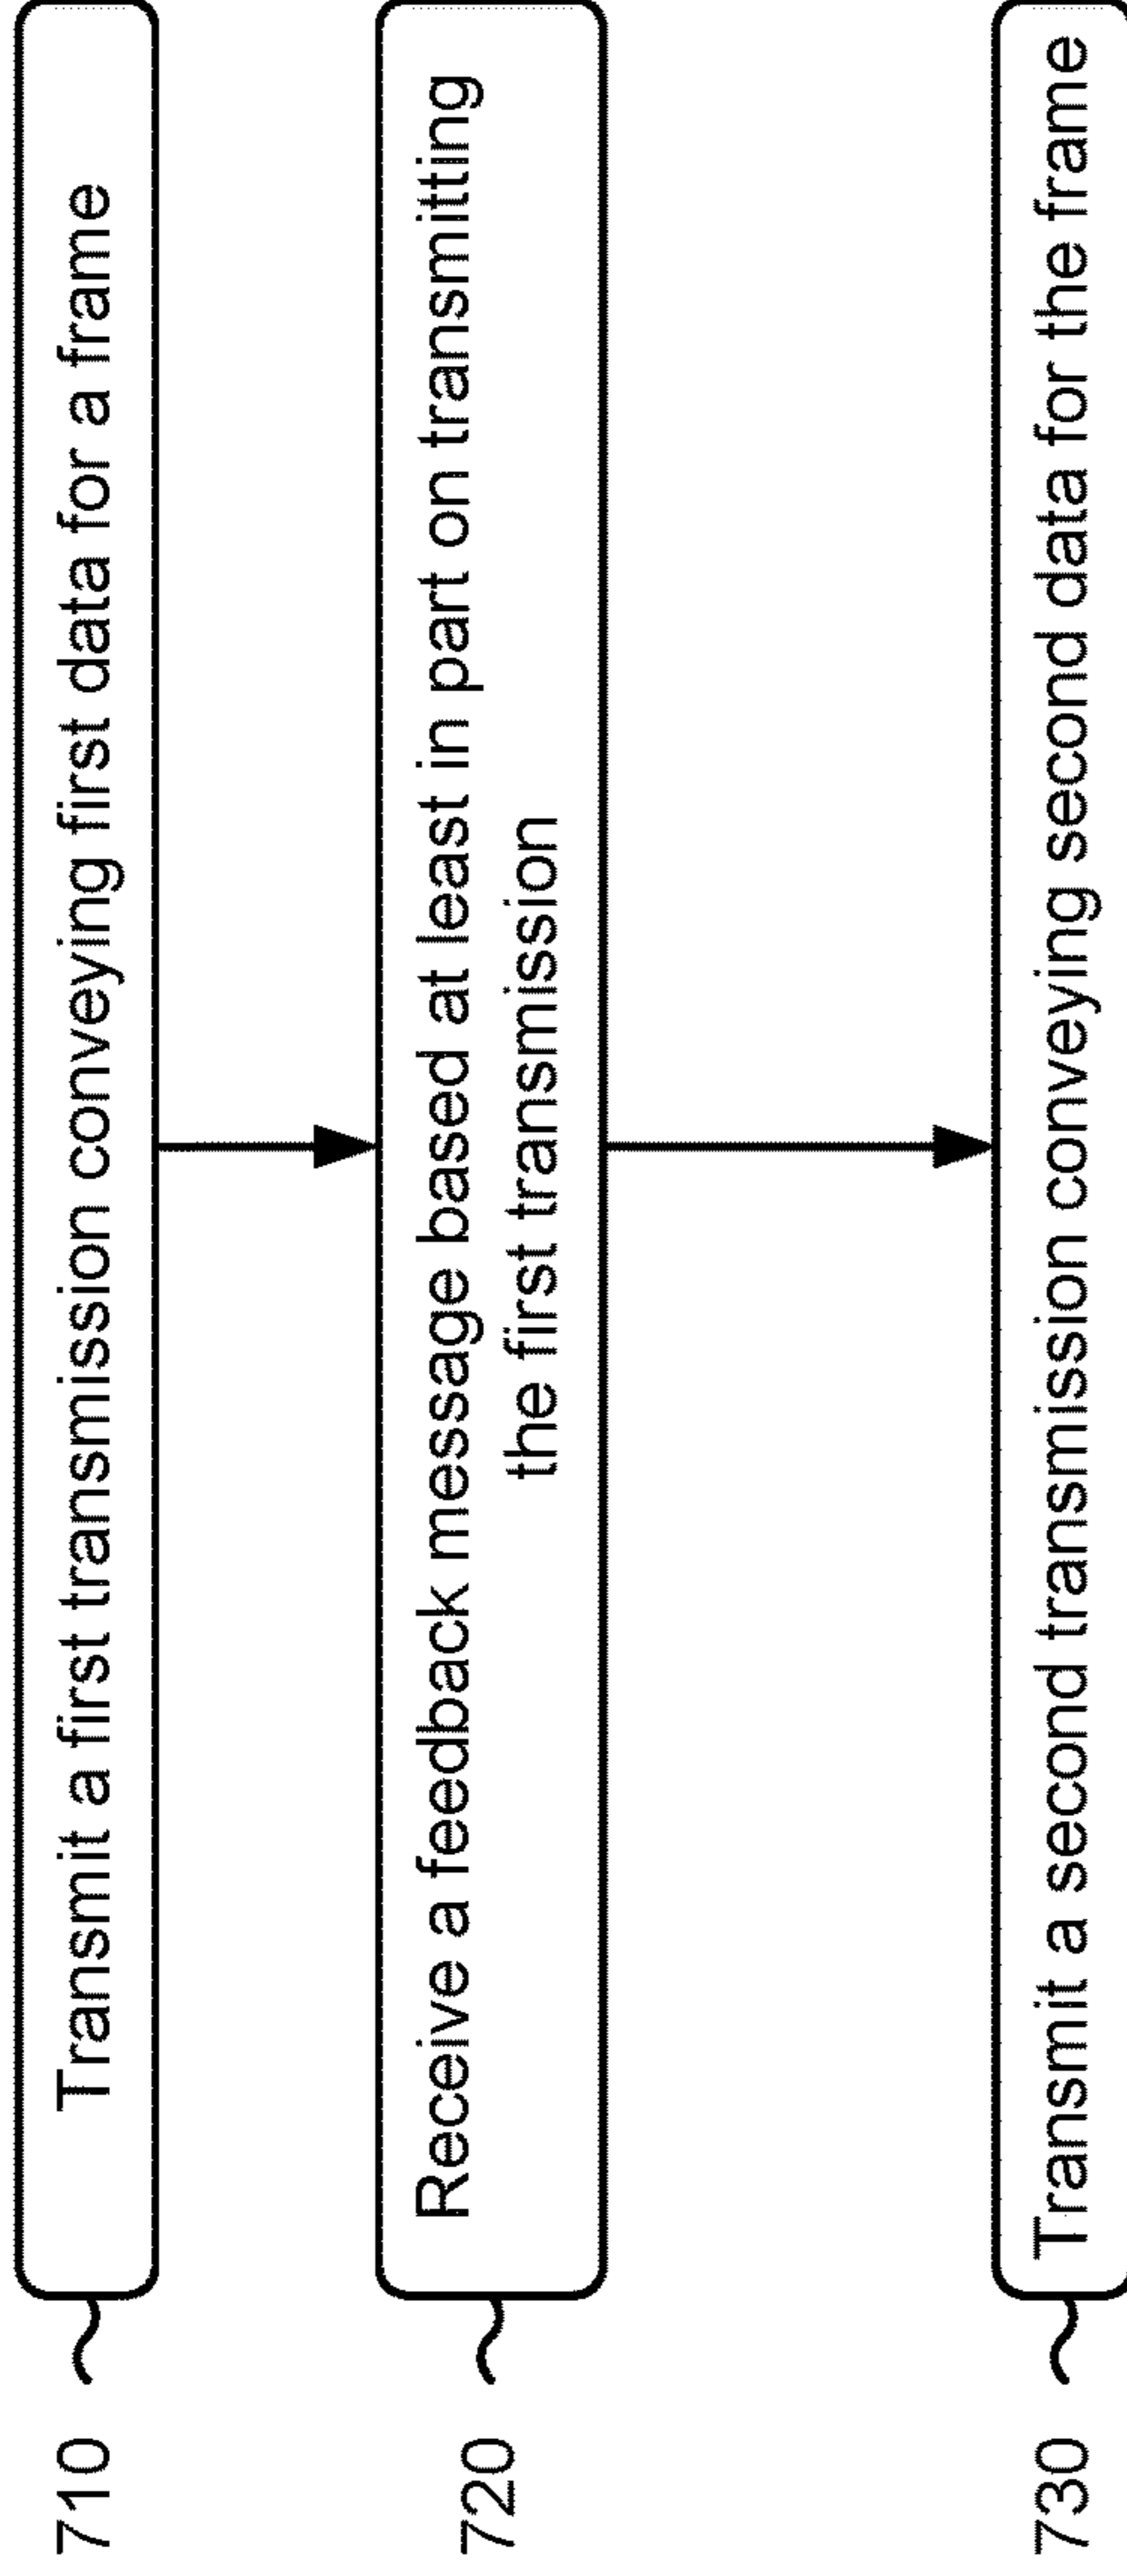 710
Transmit a first transmission conveying first data for a frame
720
Receive a feedback message based at least in part on transmitting
the first transmission
730
Transmit a second transmission conveying second data for the frame